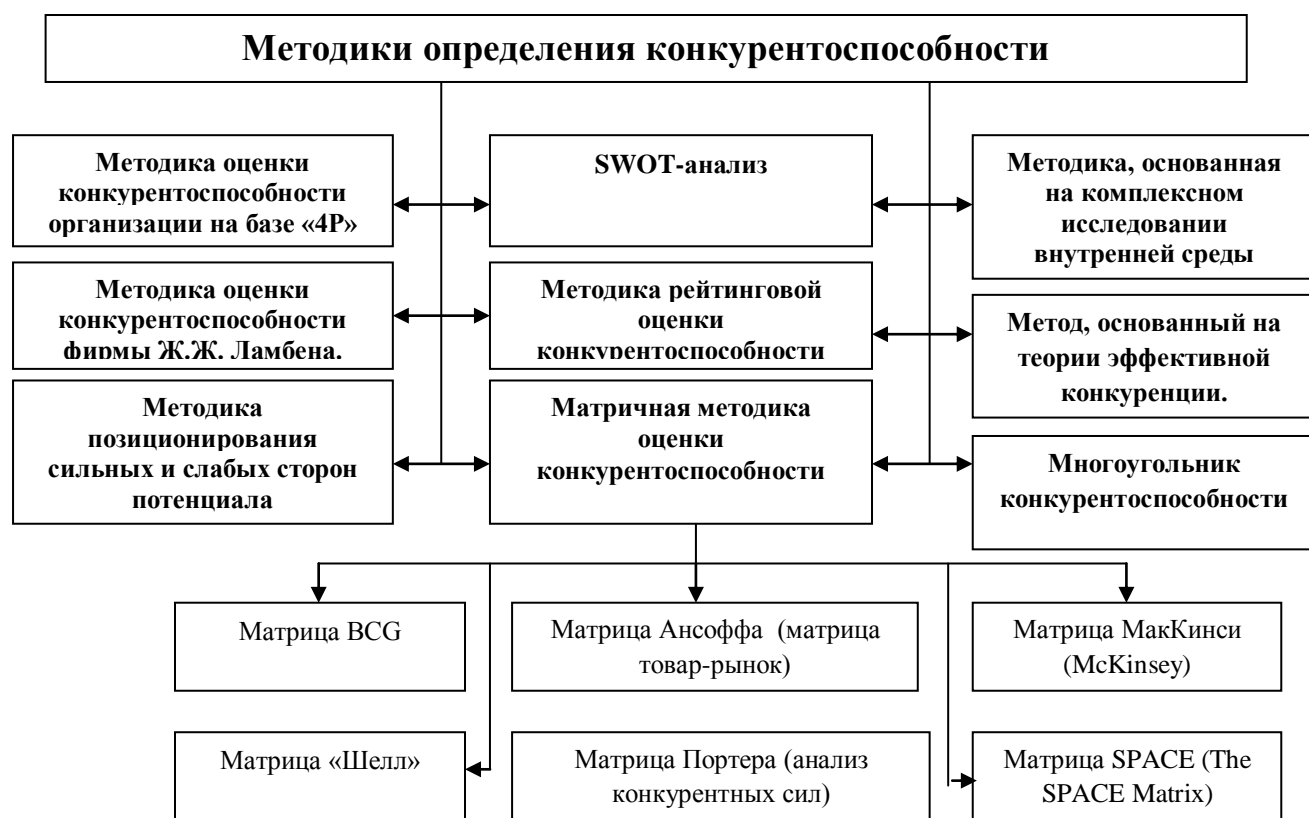 Методики определения конкурентоспособности
Методика оценки
конкурентоспособности
организации на базе «4P»
SWOT-анализ
Методика, основанная
на комплексном
исследовании
внутренней среды
Методика оценки
конкурентоспособности
фирмы Ж.Ж. Ламбена.
Методика рейтинговой
оценки
конкурентоспособности
Метод, основанный на
теории эффективной
конкуренции.
Методика
позиционирования
сильных и слабых сторон
потенциала
Матричная методика
оценки
конкурентоспособности
Многоугольник
конкурентоспособности
Матрица BCG
Матрица Ансоффа (матрица
товар-рынок)
Матрица МакКинси
(McKinsey)
Матрица «Шелл»
Матрица Портера (анализ
конкурентных сил)
Матрица SPACE (The
SPACE Matrix)